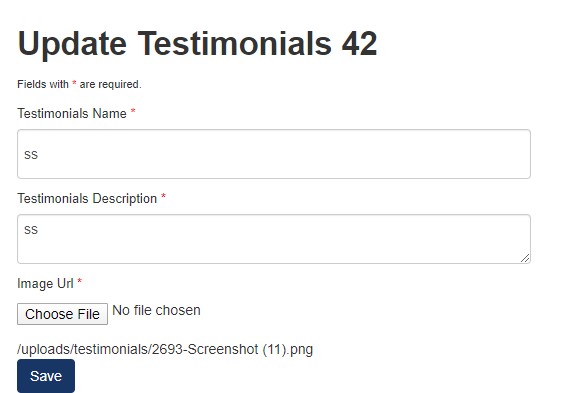 Update Testimonials 42
Fields with * are required.
Testimonials Name *
ss
Testimonials Description *
ss
Image Url *
Choose File No file chosen
/uploads/testimonials/2693-Screenshot (11).png
Save